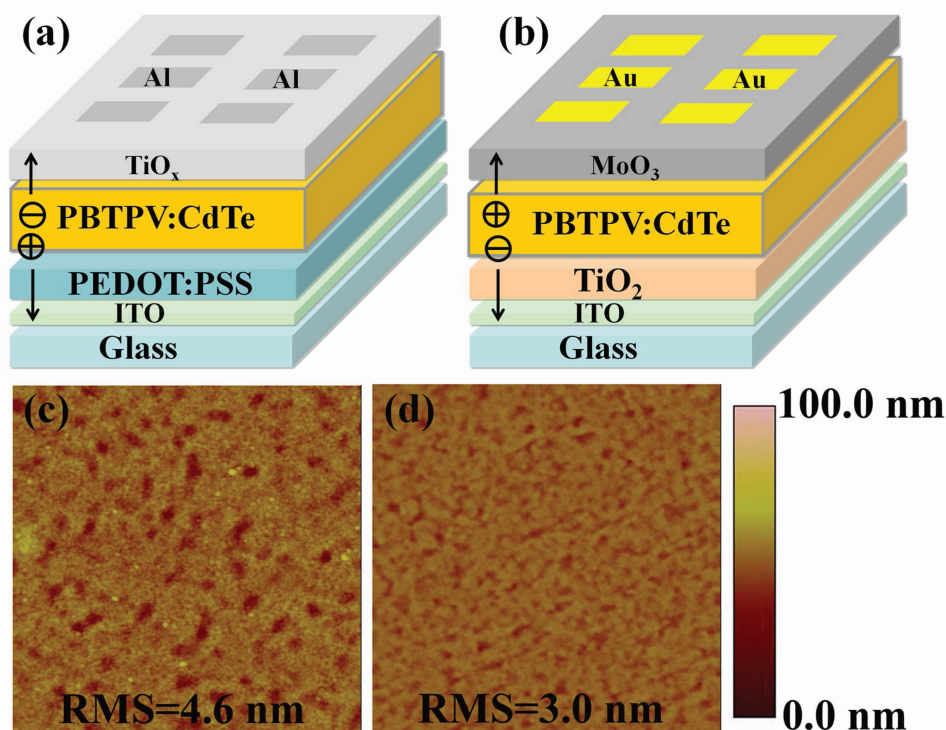 (a)
Al Al
TiOₓ
⊖
PBTPV:CdTe
⊕
PEDOT:PSS
ITO
Glass
(b)
Au Au
MoO₃
⊕
PBTPV:CdTe
⊖
TiO₂
ITO
Glass
(c)
RMS=4.6 nm
(d)
RMS=3.0 nm
100.0 nm
0.0 nm